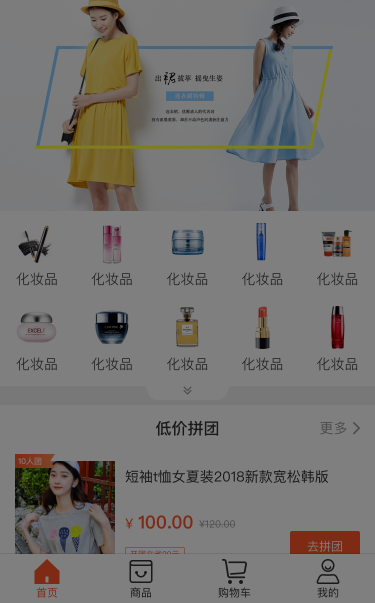 出裙拔萃 摇曳生姿
化妆品 化妆品 化妆品 化妆品 化妆品
EXCEL
化妆品 化妆品 化妆品 化妆品 化妆品
低价拼团
更多
10人团
短袖t恤女夏装2018新款宽松韩版
¥ 100.00 ¥120.00
去拼团
首页 商品 购物车 我的